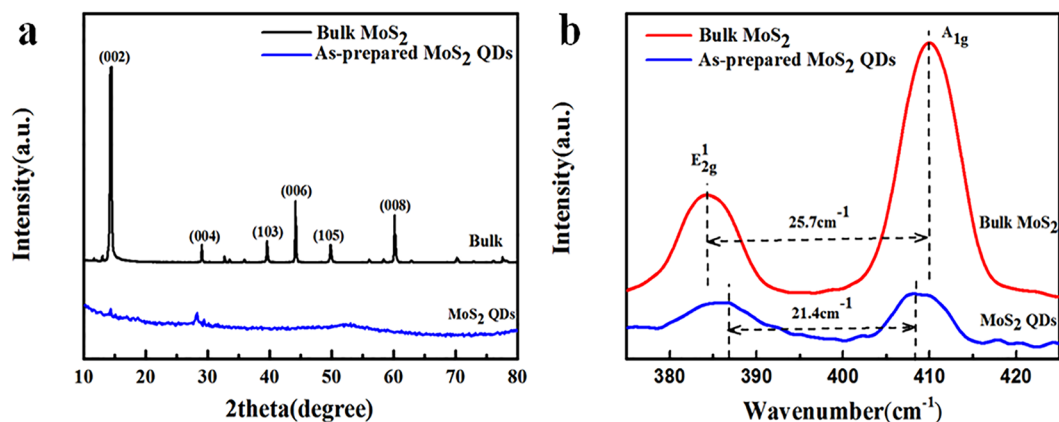 a
Bulk MoS₂
As-prepared MoS₂ QDs
(002)
(004)
(103)
(006)
(105)
(008)
Bulk
MoS₂ QDs
Intensity(a.u.)
10 20 30 40 50 60 70 80
2theta(degree)
b
Bulk MoS₂
As-prepared MoS₂ QDs
A₁g
E¹₂g
25.7cm⁻¹
Bulk MoS₂
21.4cm⁻¹
MoS₂ QDs
Intensity(a.u.)
380 390 400 410 420
Wavenumber(cm⁻¹)